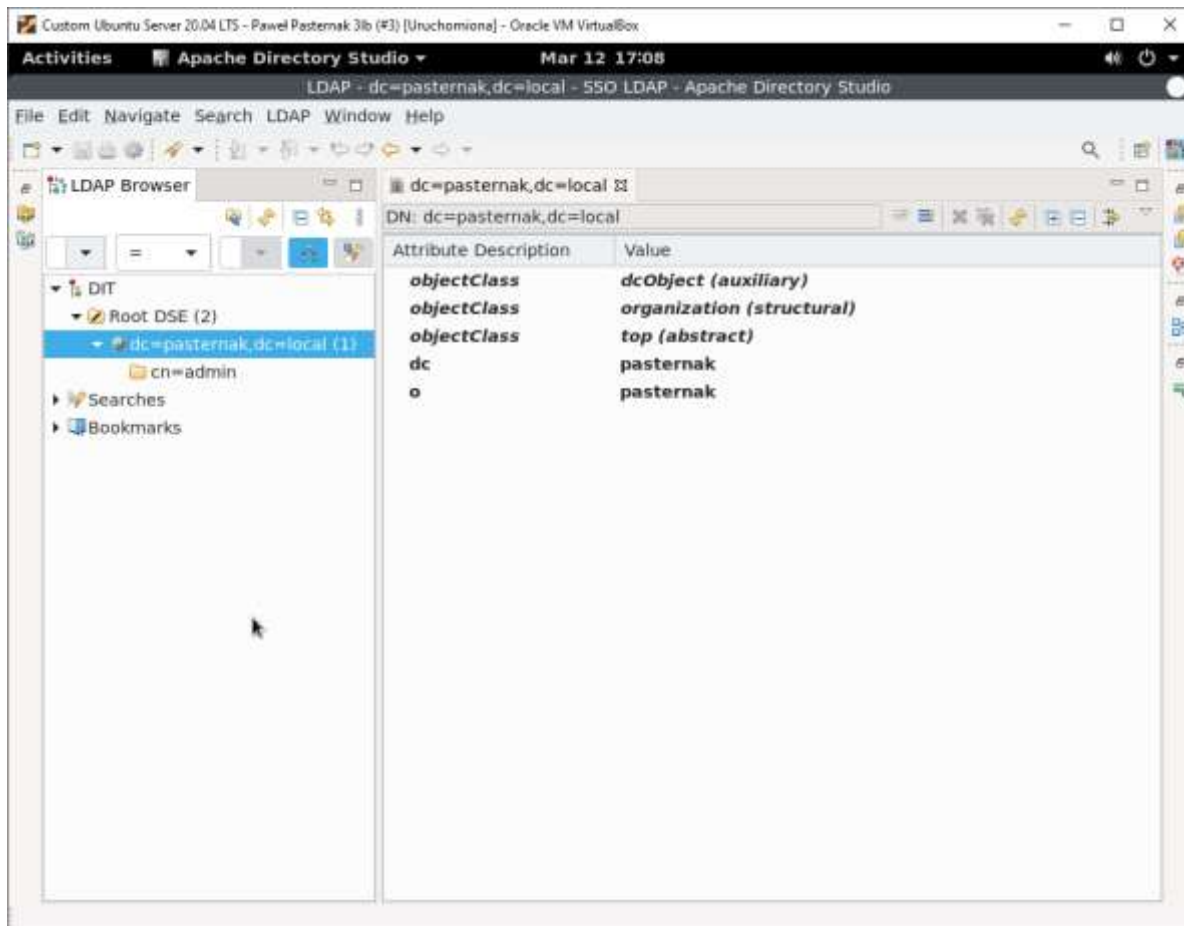 Custom Ubuntu Server 20.04 LTS - Paweł Pasternak 3lb (#3) [Uruchomiona] - Oracle VM VirtualBox
Activities Apache Directory Studio Mar 12 17:08
LDAP - dc=pasternak,dc=local - SSO LDAP - Apache Directory Studio
File Edit Navigate Search LDAP Window Help
LDAP Browser
dc=pasternak,dc=local
DN: dc=pasternak,dc=local
=
Attribute Description Value
DIT
Root DSE (2)
dc=pasternak,dc=local (1)
cn=admin
Searches
Bookmarks
objectClass dcObject (auxiliary)
objectClass organization (structural)
objectClass top (abstract)
dc pasternak
o pasternak